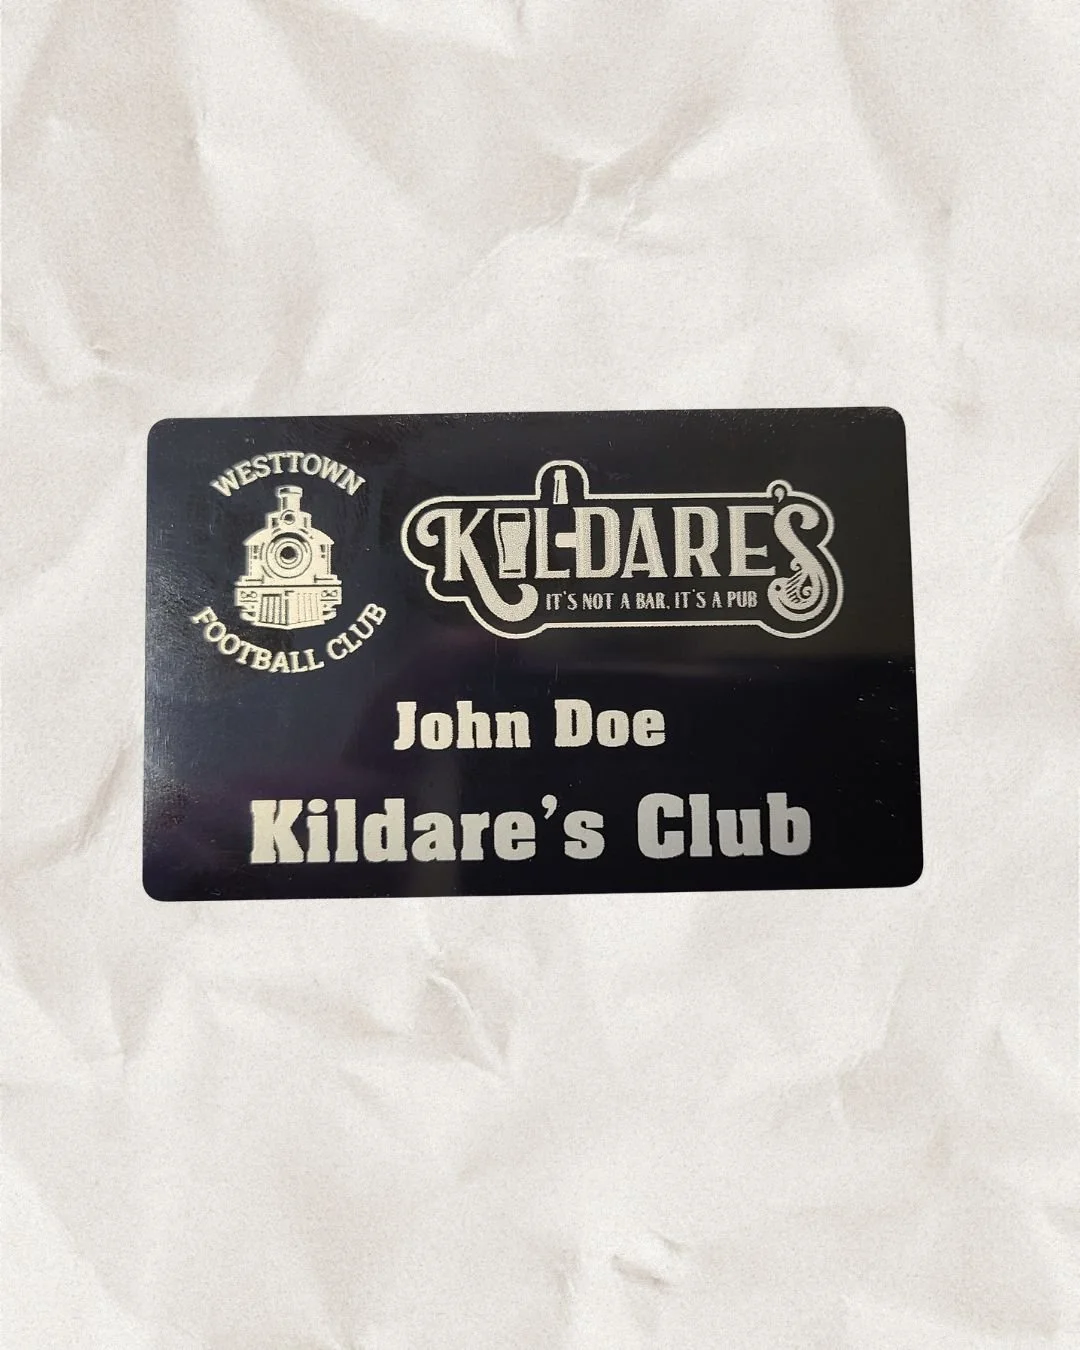 WESTTOWN
FOOTBALL CLUB
KILDARE'S
IT'S NOT A BAR, IT'S A PUB
John Doe
Kildare's Club